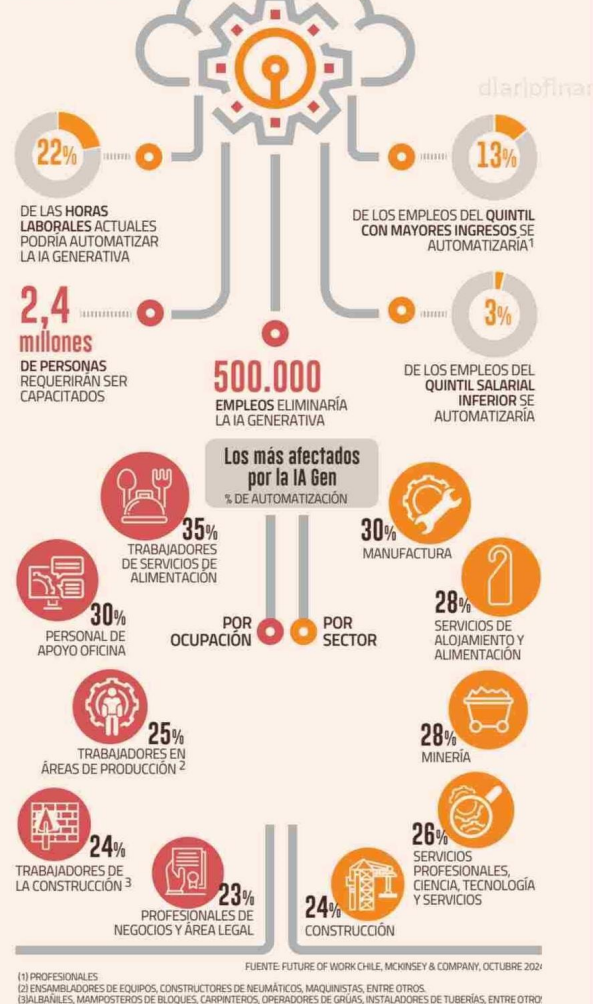 diariofinan
22%
DE LAS HORAS
LABORALES ACTUALES
PODRÍA AUTOMATIZAR
LA IA GENERATIVA
13%
DE LOS EMPLEOS DEL QUINTIL
CON MAYORES INGRESOS SE
AUTOMATIZARÍA¹
2,4
millones
DE PERSONAS
REQUERIRÁN SER
CAPACITADOS
500.000
EMPLEOS ELIMINARÍA
LA IA GENERATIVA
3%
DE LOS EMPLEOS DEL
QUINTIL SALARIAL
INFERIOR SE
AUTOMATIZARÍA
Los más afectados
por la IA Gen
% DE AUTOMATIZACIÓN
POR
OCUPACIÓN
35%
TRABAJADORES
DE SERVICIOS DE
ALIMENTACIÓN
30%
PERSONAL DE
APOYO OFICINA
25%
TRABAJADORES EN
ÁREAS DE PRODUCCIÓN ²
24%
TRABAJADORES DE
LA CONSTRUCCIÓN ³
23%
PROFESIONALES DE
NEGOCIOS Y ÁREA LEGAL
POR
SECTOR
30%
MANUFACTURA
28%
SERVICIOS DE
ALOJAMIENTO Y
ALIMENTACIÓN
28%
MINERÍA
26%
SERVICIOS
PROFESIONALES,
CIENCIA, TECNOLOGÍA
Y SERVICIOS
24%
CONSTRUCCIÓN
FUENTE: FUTURE OF WORK CHILE, MCKINSEY & COMPANY, OCTUBRE 2024
(1) PROFESIONALES
(2) ENSAMBLADORES DE EQUIPOS, CONSTRUCTORES DE NEUMÁTICOS, MAQUINISTAS, ENTRE OTROS.
(3)ALBAÑILES, MAMPOSTEROS DE BLOQUES, CARPINTEROS, OPERADORES DE GRÚAS, INSTALADORES DE TUBERÍAS, ENTRE OTROS